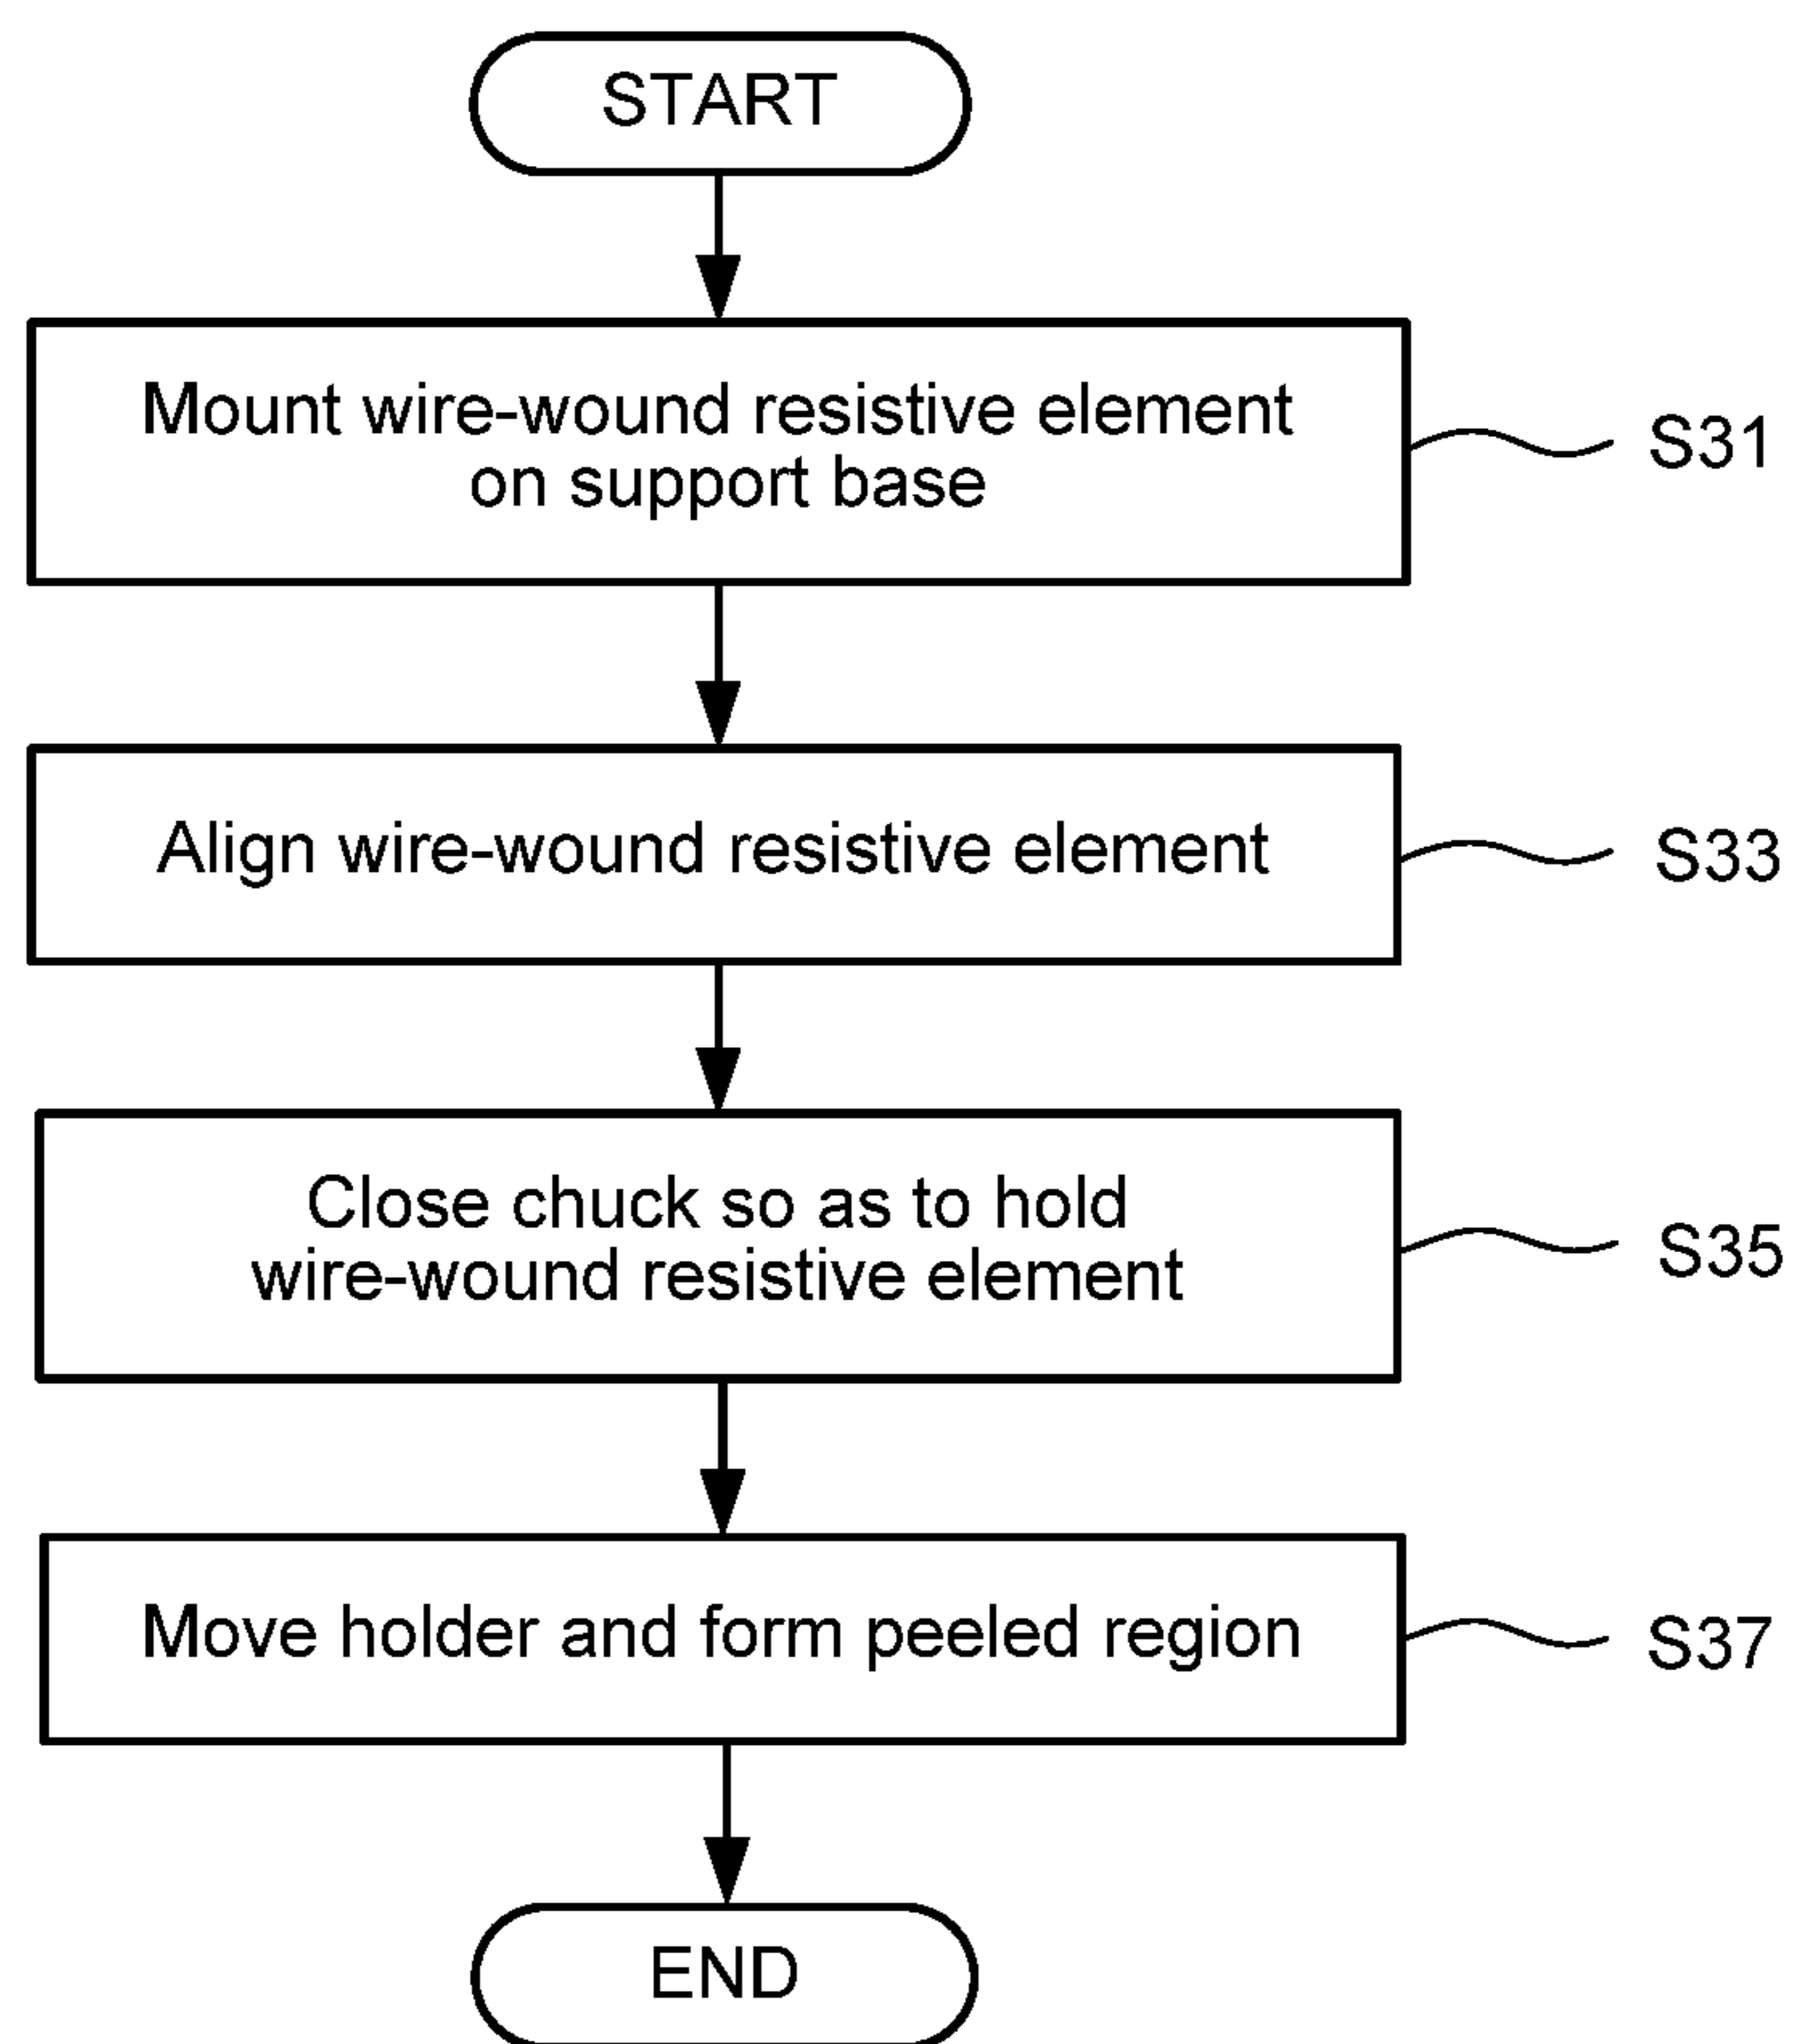 START
Mount wire-wound resistive element
on support base
S31
Align wire-wound resistive element
S33
Close chuck so as to hold
wire-wound resistive element
S35
Move holder and form peeled region
S37
END